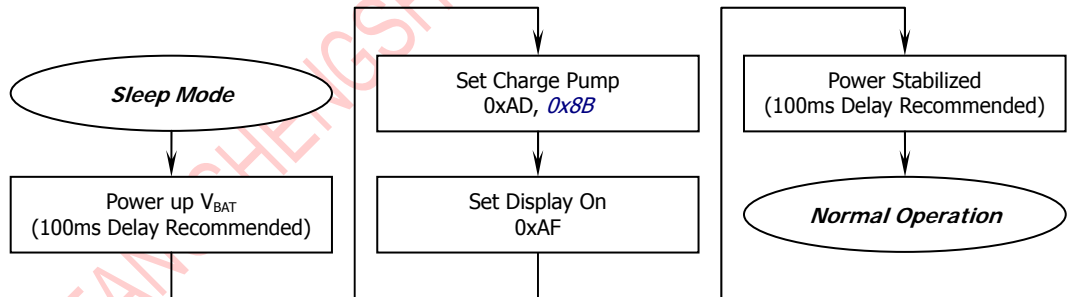 Sleep Mode
Power up VBAT
(100ms Delay Recommended)
Set Charge Pump
0xAD, 0x8B
Set Display On
0xAF
Power Stabilized
(100ms Delay Recommended)
Normal Operation